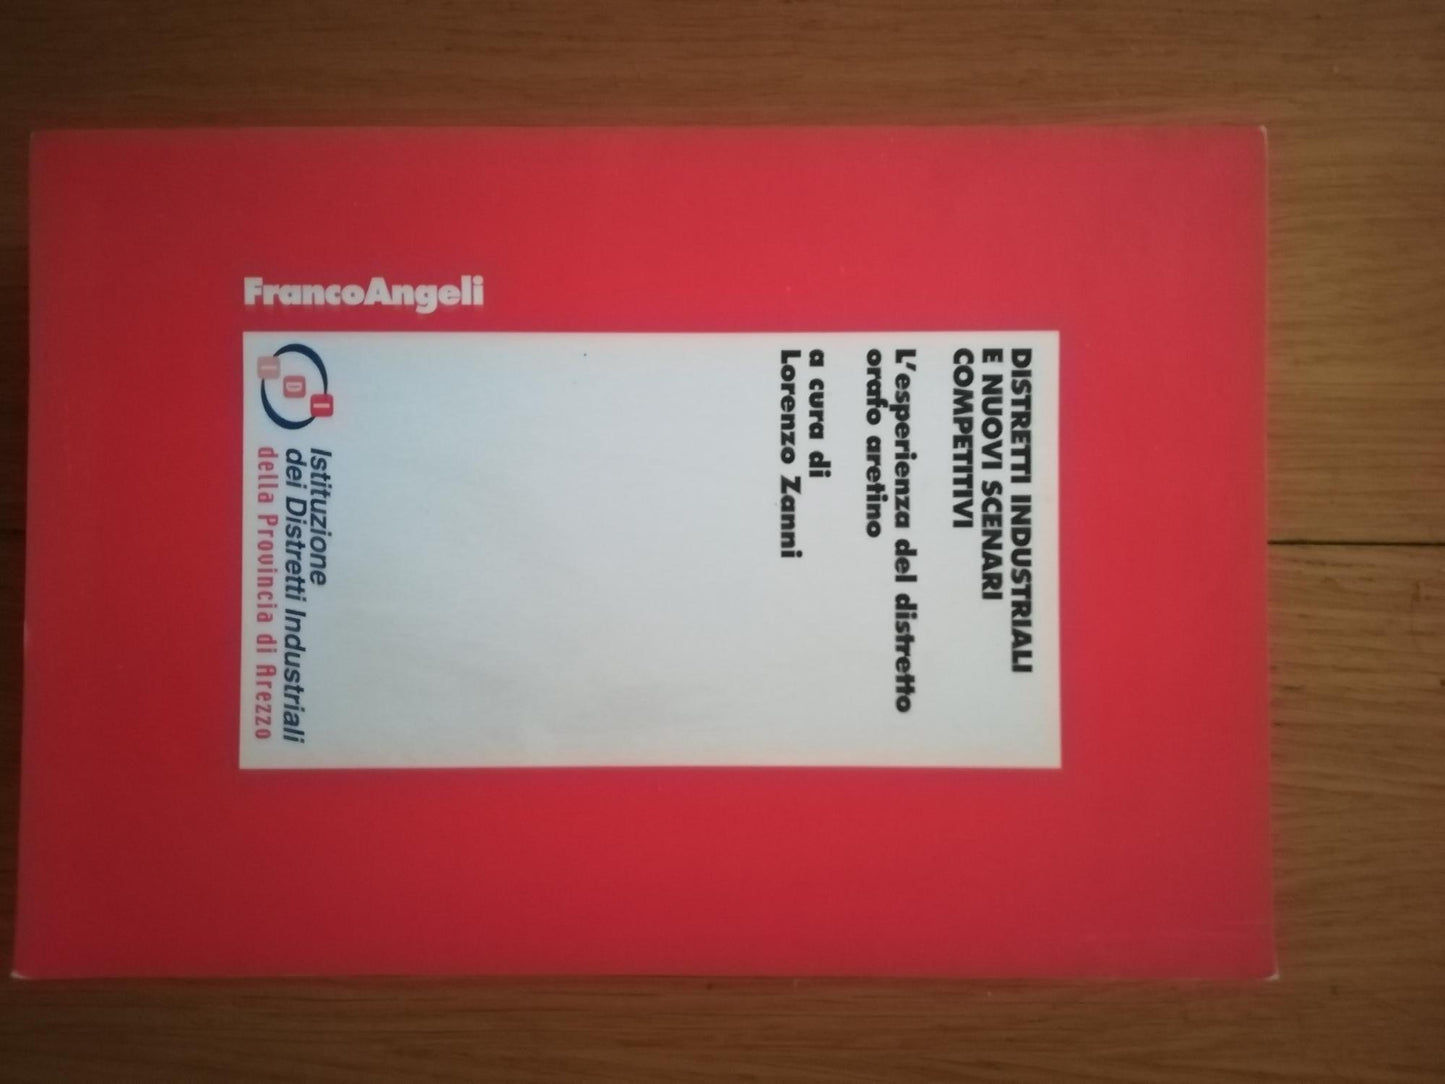 DISTRETTI INDUSTRIALI
E NUOVI SCENARI
COMPETITIVI
L'esperienza del distretto
orafo aretino
a cura di
Lorenzo Zanni
I
D
I
Istituzione
dei Distretti Industriali
della Provincia di Arezzo
FrancoAngeli